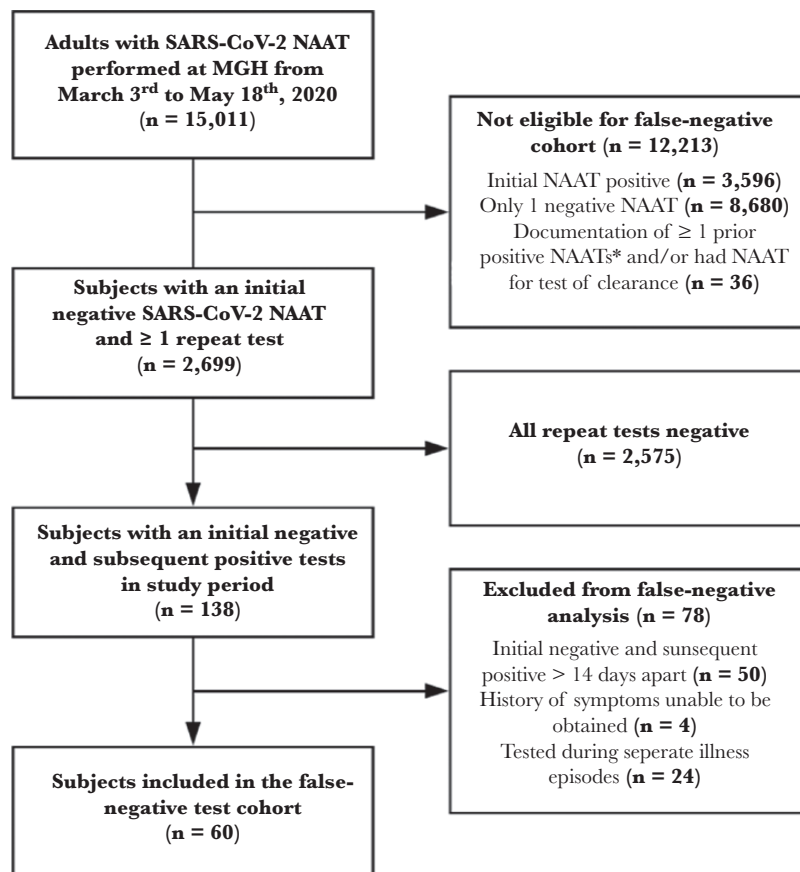 Adults with SARS-CoV-2 NAAT
performed at MGH from
March 3rd to May 18th, 2020
(n = 15,011)
Not eligible for false-negative
cohort (n = 12,213)
Initial NAAT positive (n = 3,596)
Only 1 negative NAAT (n = 8,680)
Documentation of ≥ 1 prior
positive NAATs* and/or had NAAT
for test of clearance (n = 36)
Subjects with an initial
negative SARS-CoV-2 NAAT
and ≥ 1 repeat test
(n = 2,699)
All repeat tests negative
(n = 2,575)
Subjects with an initial negative
and subsequent positive tests
in study period
(n = 138)
Excluded from false-negative
analysis (n = 78)
Initial negative and sunsequent
positive > 14 days apart (n = 50)
History of symptoms unable to be
obtained (n = 4)
Tested during seperate illness
episodes (n = 24)
Subjects included in the false-
negative test cohort
(n = 60)